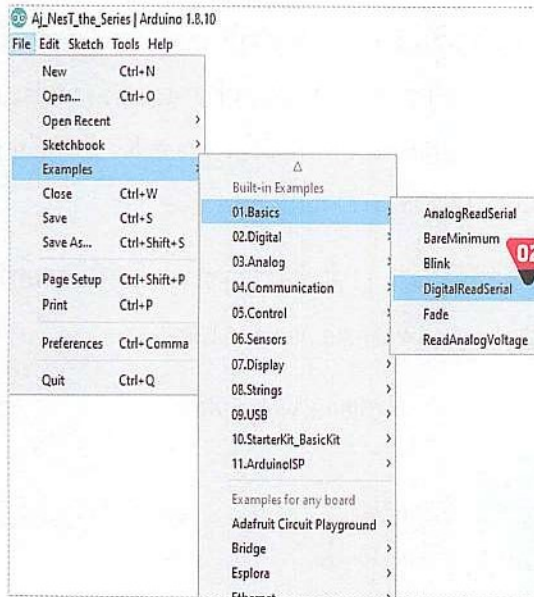 Aj_NesT_the_Series | Arduino 1.8.10
File Edit Sketch Tools Help
New Ctrl+N
Open... Ctrl+O
Open Recent
Sketchbook
Examples
Close Ctrl+W
Save Ctrl+S
Save As... Ctrl+Shift+S
Page Setup Ctrl+Shift+P
Print Ctrl+P
Preferences Ctrl+Comma
Quit Ctrl+Q
Built-in Examples
01.Basics
02.Digital
03.Analog
04.Communication
05.Control
06.Sensors
07.Display
08.Strings
09.USB
10.StarterKit_BasicKit
11.ArduinoISP
Examples for any board
Adafruit Circuit Playground
Bridge
Esplora
Ethernet
AnalogReadSerial
BareMinimum
Blink
DigitalReadSerial
Fade
ReadAnalogVoltage
02